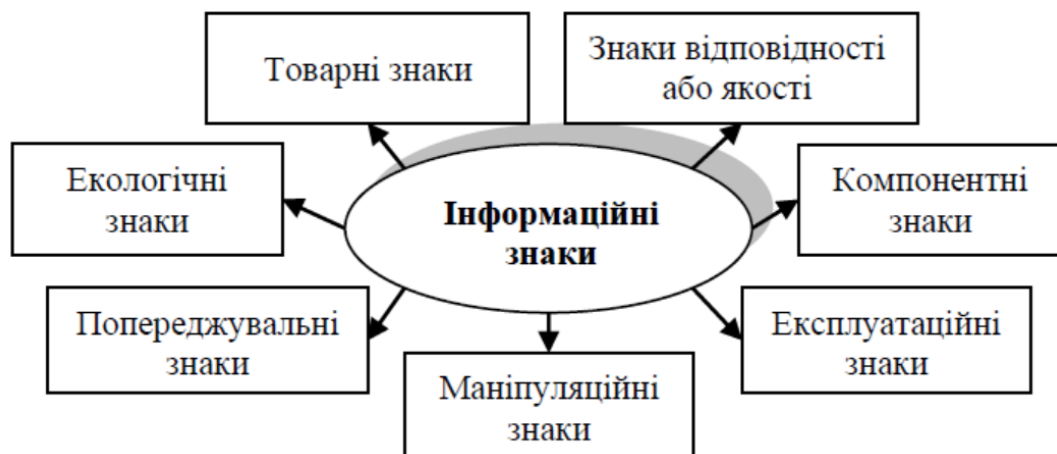 Товарні знаки
Знаки відповідності
або якості
Екологічні
знаки
Інформаційні
знаки
Компонентні
знаки
Попереджувальні
знаки
Маніпуляційні
знаки
Експлуатаційні
знаки